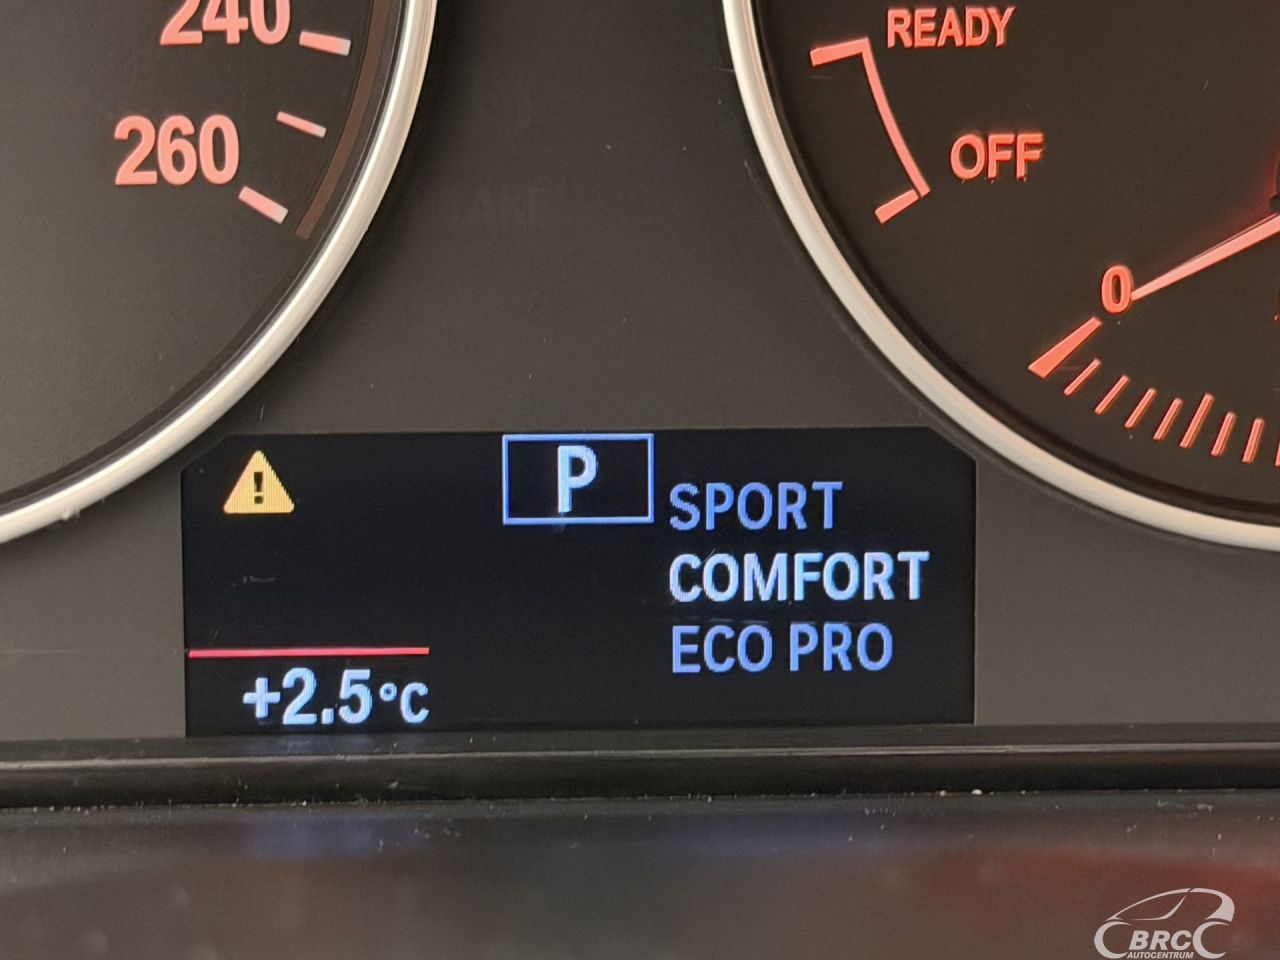 240
260
READY
OFF
0
P
SPORT
COMFORT
ECO PRO
+2.5°C
BRC
AUTOCENTRUM